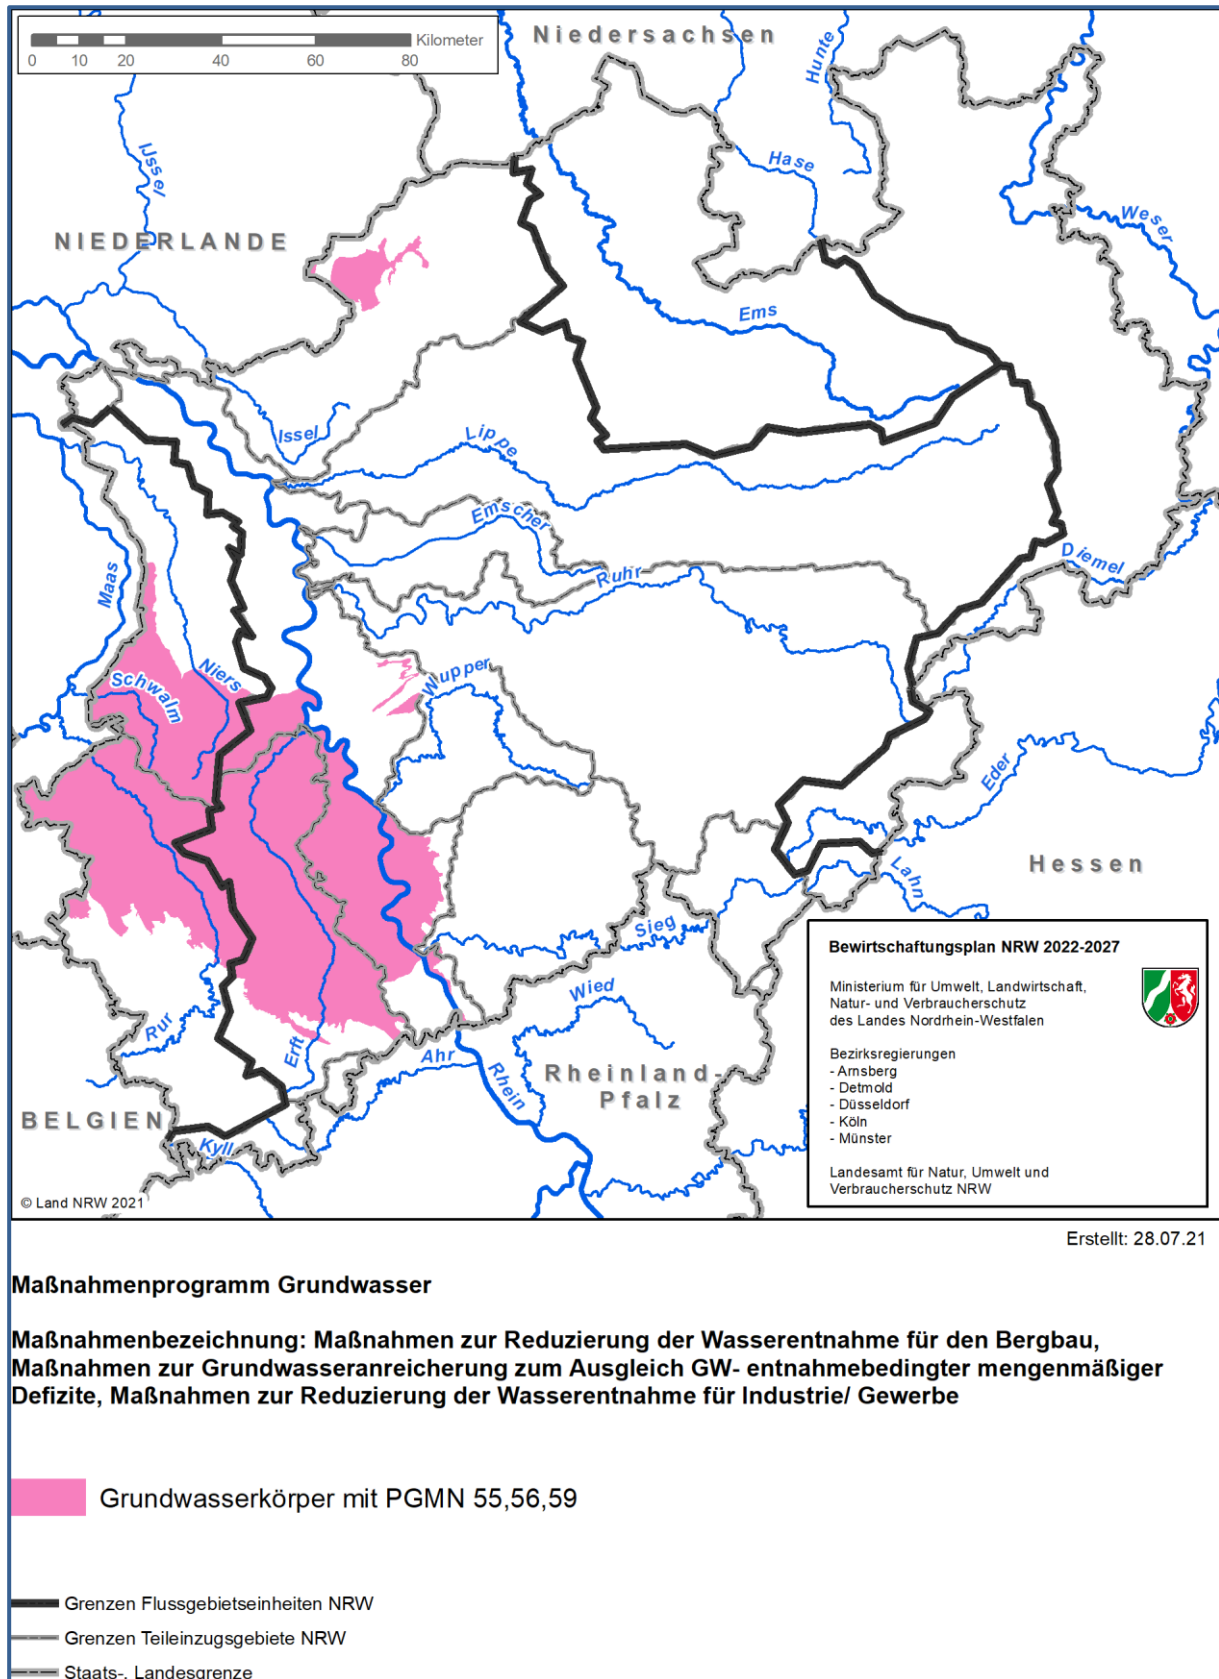 Kilometer
0 10 20 40 60 80
Niedersachsen
Hunte
IJssel
Hase
Weser
NIEDERLANDE
Ems
Issel
Lippe
Emscher
Diemel
Maas
Ruhr
Niers
Wupper
Schwalm
Eder
Hessen
Lahn
Sieg
Wied
Rur
Erft
Ahr
Rhein
Rheinland-
Pfalz
BELGIEN
Kyll
© Land NRW 2021
Bewirtschaftungsplan NRW 2022-2027
Ministerium für Umwelt, Landwirtschaft,
Natur- und Verbraucherschutz
des Landes Nordrhein-Westfalen
Bezirksregierungen
- Arnsberg
- Detmold
- Düsseldorf
- Köln
- Münster
Landesamt für Natur, Umwelt und
Verbraucherschutz NRW
Erstellt: 28.07.21
Maßnahmenprogramm Grundwasser
Maßnahmenbezeichnung: Maßnahmen zur Reduzierung der Wasserentnahme für den Bergbau,
Maßnahmen zur Grundwasseranreicherung zum Ausgleich GW- entnahmebedingter mengenmäßiger
Defizite, Maßnahmen zur Reduzierung der Wasserentnahme für Industrie/ Gewerbe
Grundwasserkörper mit PGMN 55,56,59
Grenzen Flussgebietseinheiten NRW
Grenzen Teileinzugsgebiete NRW
Staats-, Landesgrenze